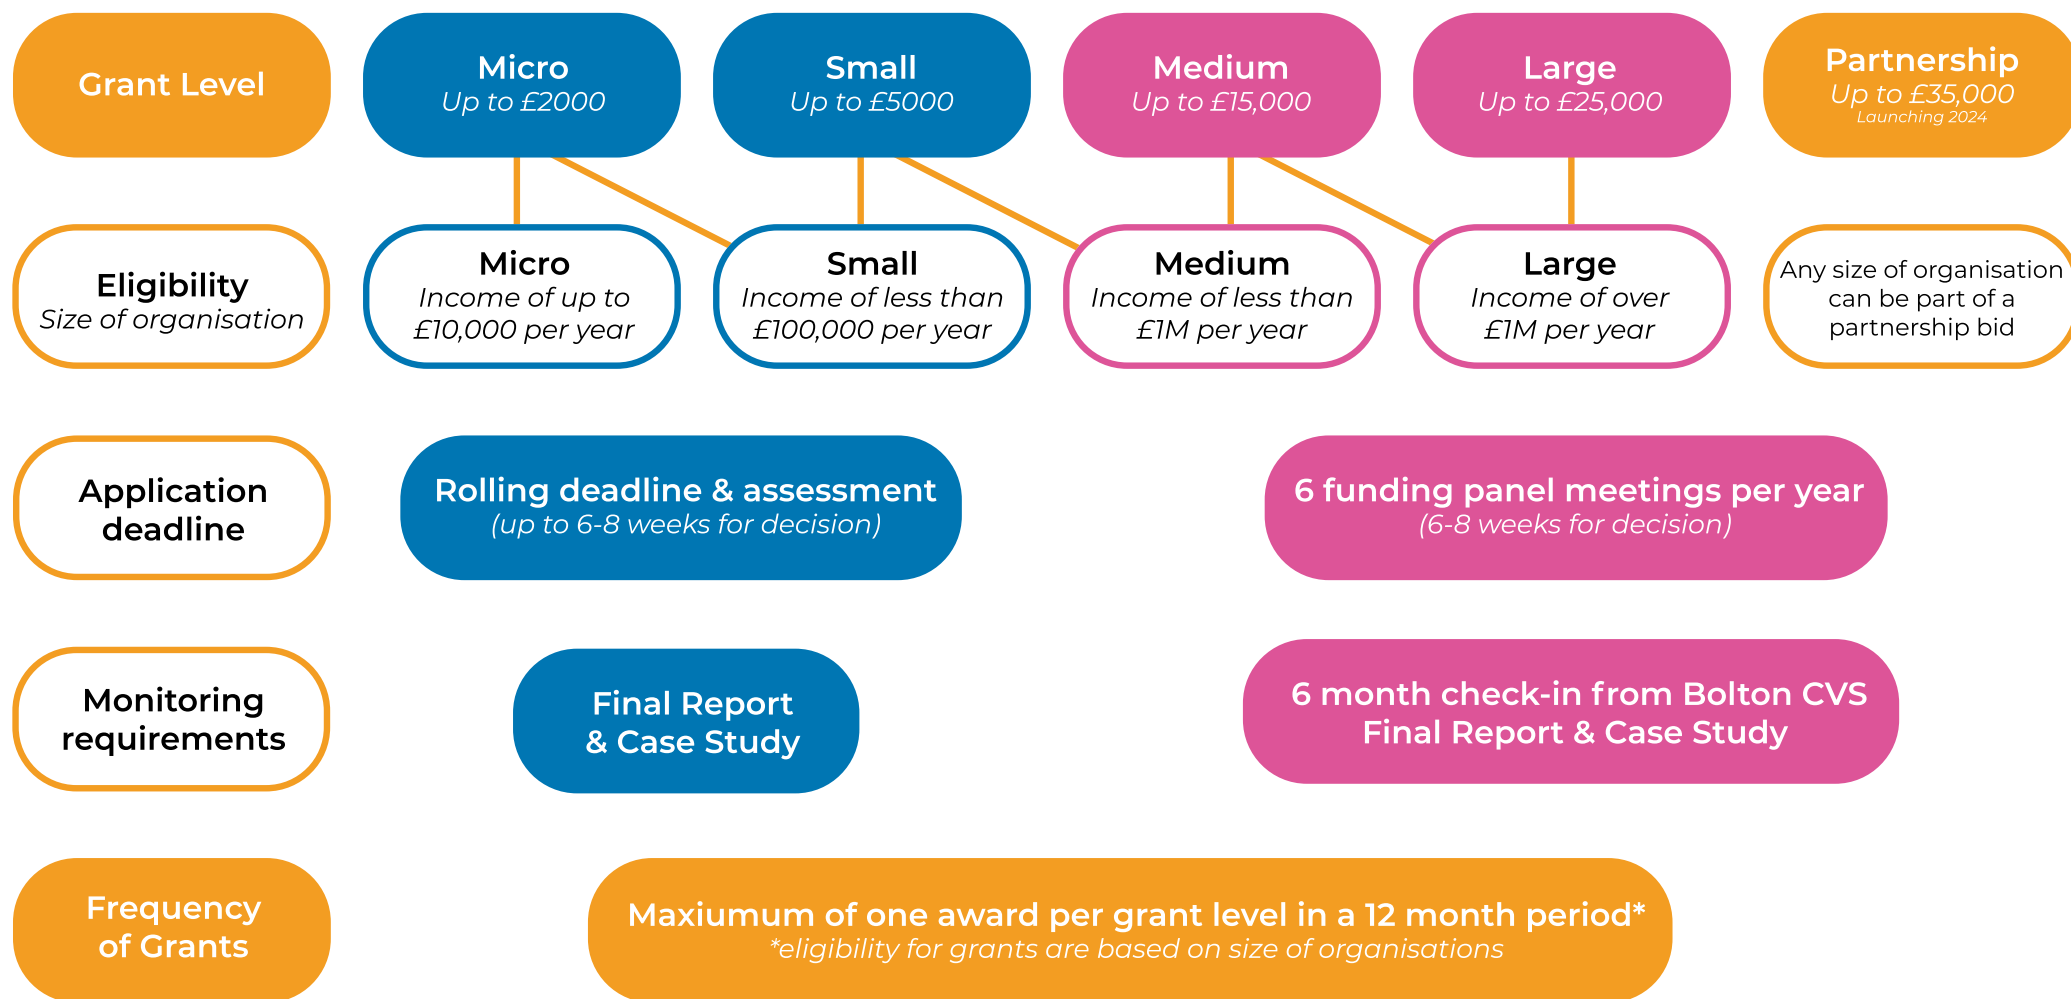 Grant Level
Micro
Up to £2000
Small
Up to £5000
Medium
Up to £15,000
Large
Up to £25,000
Partnership
Up to £35,000
Launching 2024
Eligibility
Size of organisation
Micro
Income of up to
£10,000 per year
Small
Income of less than
£100,000 per year
Medium
Income of less than
£1M per year
Large
Income of over
£1M per year
Any size of organisation
can be part of a
partnership bid
Application
deadline
Rolling deadline & assessment
(up to 6-8 weeks for decision)
6 funding panel meetings per year
(6-8 weeks for decision)
Monitoring
requirements
Final Report
& Case Study
6 month check-in from Bolton CVS
Final Report & Case Study
Frequency
of Grants
Maxiumum of one award per grant level in a 12 month period*
*eligibility for grants are based on size of organisations